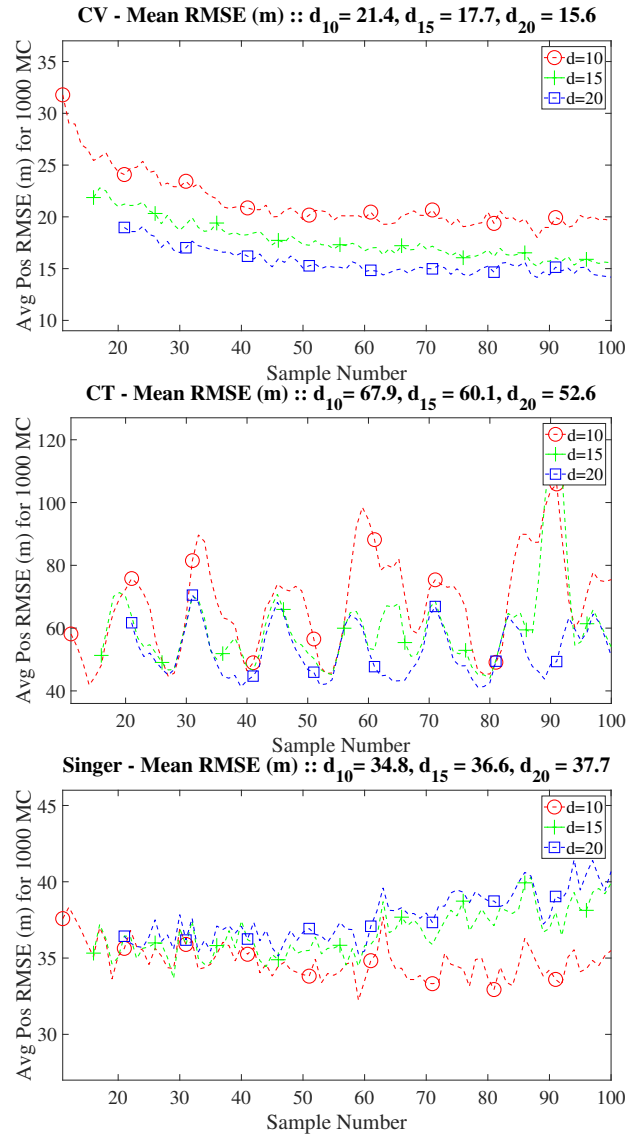 CV - Mean RMSE (m) :: d10= 21.4, d15 = 17.7, d20 = 15.6
Avg Pos RMSE (m) for 1000 MC
35
30
25
20
15
10
d=10
d=15
d=20
20 30 40 50 60 70 80 90 100
Sample Number
CT - Mean RMSE (m) :: d10= 67.9, d15 = 60.1, d20 = 52.6
Avg Pos RMSE (m) for 1000 MC
120
100
80
60
40
d=10
d=15
d=20
20 30 40 50 60 70 80 90 100
Sample Number
Singer - Mean RMSE (m) :: d10= 34.8, d15 = 36.6, d20 = 37.7
Avg Pos RMSE (m) for 1000 MC
45
40
35
30
d=10
d=15
d=20
20 30 40 50 60 70 80 90 100
Sample Number